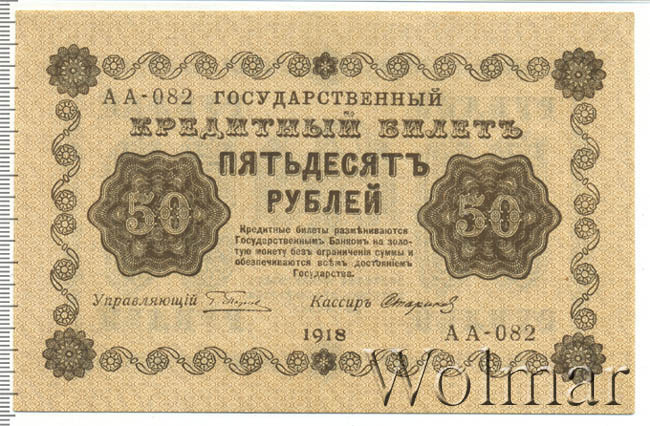 АА-082 ГОСУДАРСТВЕННЫЙ
КРЕДИТНЫЙ БИЛЕТЪ
ПЯТЬДЕСЯТЪ
РУБЛЕЙ
50
50
Кредитные билеты размѣниваются
Государственнымъ Банкомъ на золо-
тую монету безъ ограниченія суммы и
обезпечиваются всѣмъ достояніемъ
Государства.
Управляющій
Кассиръ Стариков
1918
АА-082
Wolmar